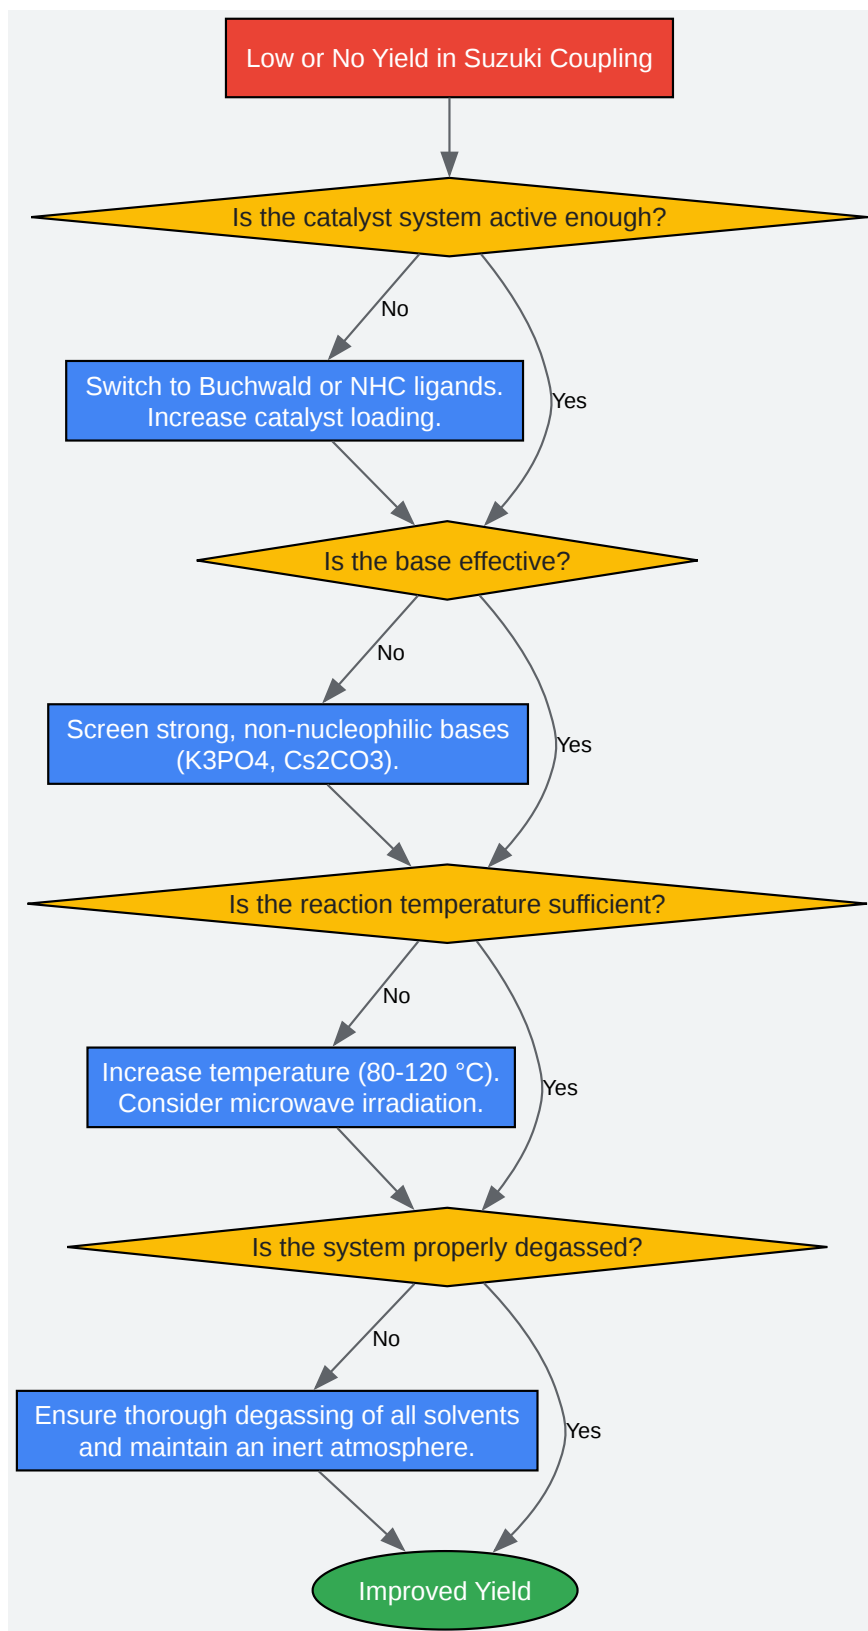 Low or No Yield in Suzuki Coupling
Is the catalyst system active enough?
No
Switch to Buchwald or NHC ligands.
Increase catalyst loading.
Yes
Is the base effective?
No
Screen strong, non-nucleophilic bases
(K3PO4, Cs2CO3).
Yes
Is the reaction temperature sufficient?
No
Increase temperature (80-120 °C).
Consider microwave irradiation.
Yes
Is the system properly degassed?
No
Ensure thorough degassing of all solvents
and maintain an inert atmosphere.
Yes
Improved Yield